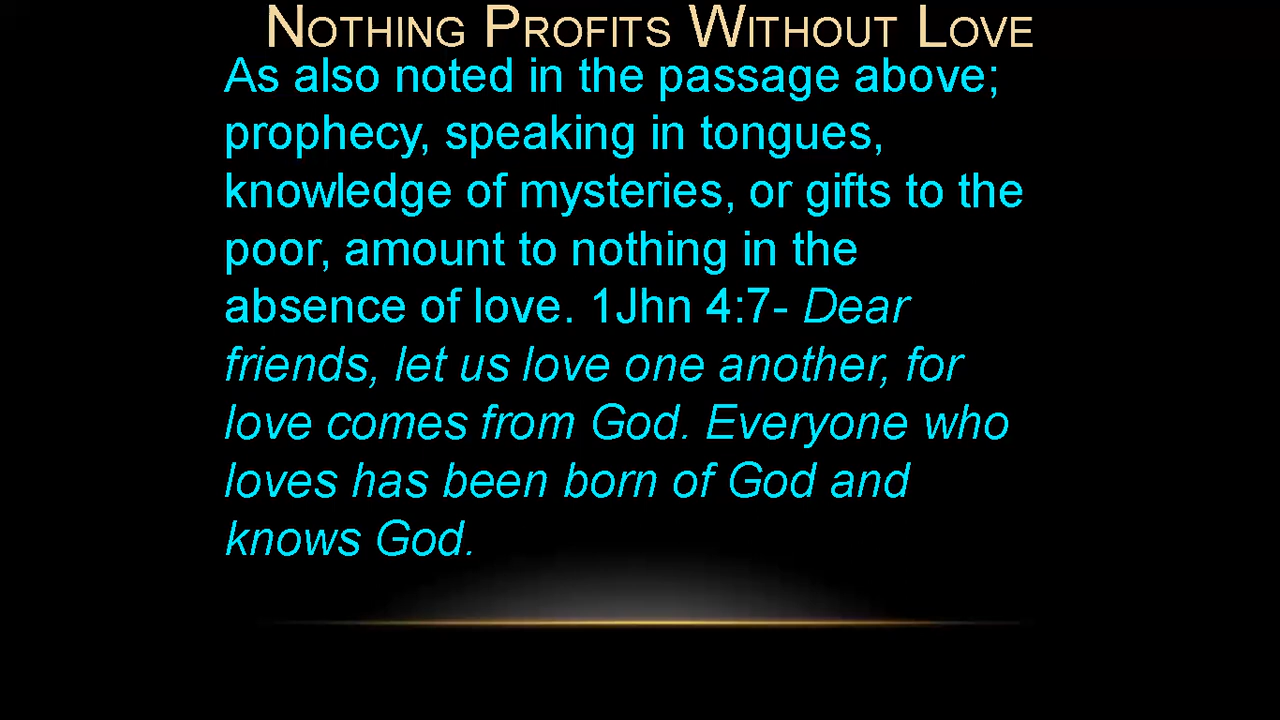 Nothing Profits Without Love
As also noted in the passage above;
prophecy, speaking in tongues,
knowledge of mysteries, or gifts to the
poor, amount to nothing in the
absence of love. 1Jhn 4:7- Dear
friends, let us love one another, for
love comes from God. Everyone who
loves has been born of God and
knows God.